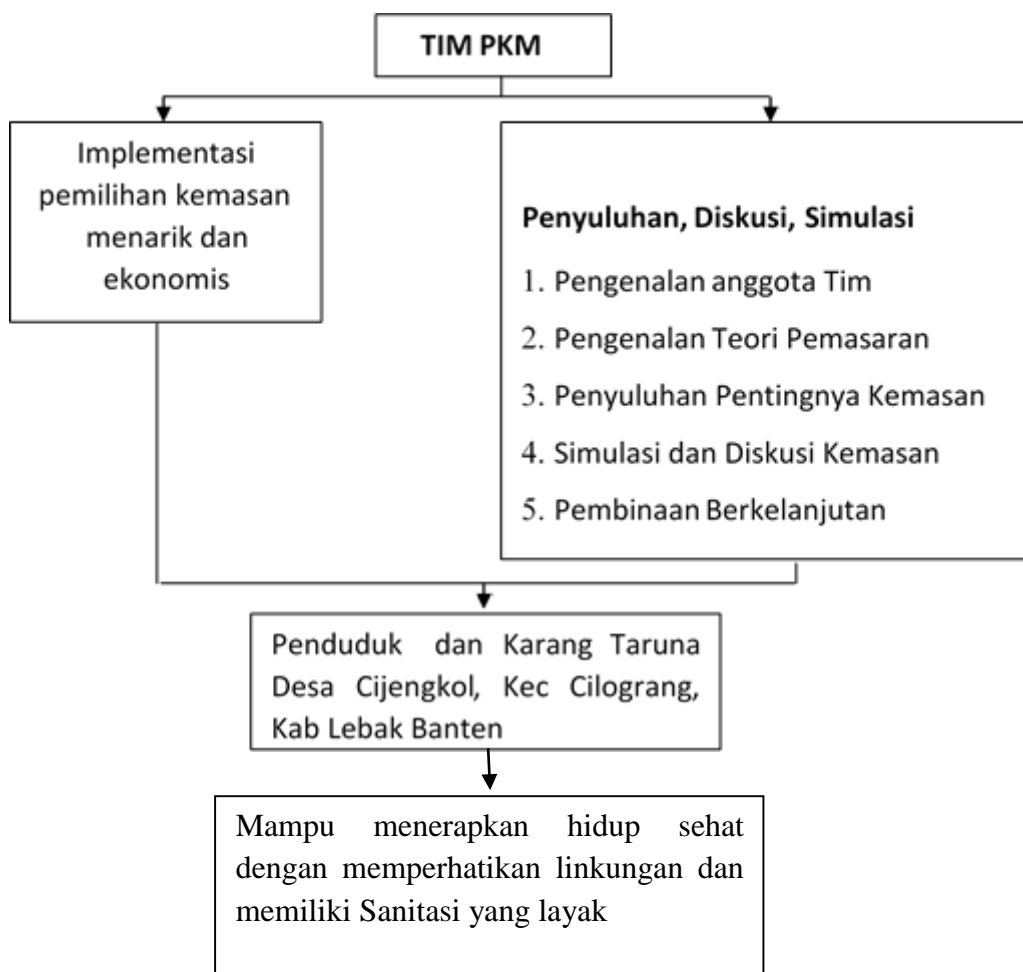 TIM PKM
Implementasi
pemilihan kemasan
menarik dan
ekonomis
Penyuluhan, Diskusi, Simulasi
1. Pengenalan anggota Tim
2. Pengenalan Teori Pemasaran
3. Penyuluhan Pentingnya Kemasan
4. Simulasi dan Diskusi Kemasan
5. Pembinaan Berkelanjutan
Penduduk dan Karang Taruna
Desa Cijengkol, Kec Cilograng,
Kab Lebak Banten
Mampu menerapkan hidup sehat
dengan memperhatikan linkungan dan
memiliki Sanitasi yang layak